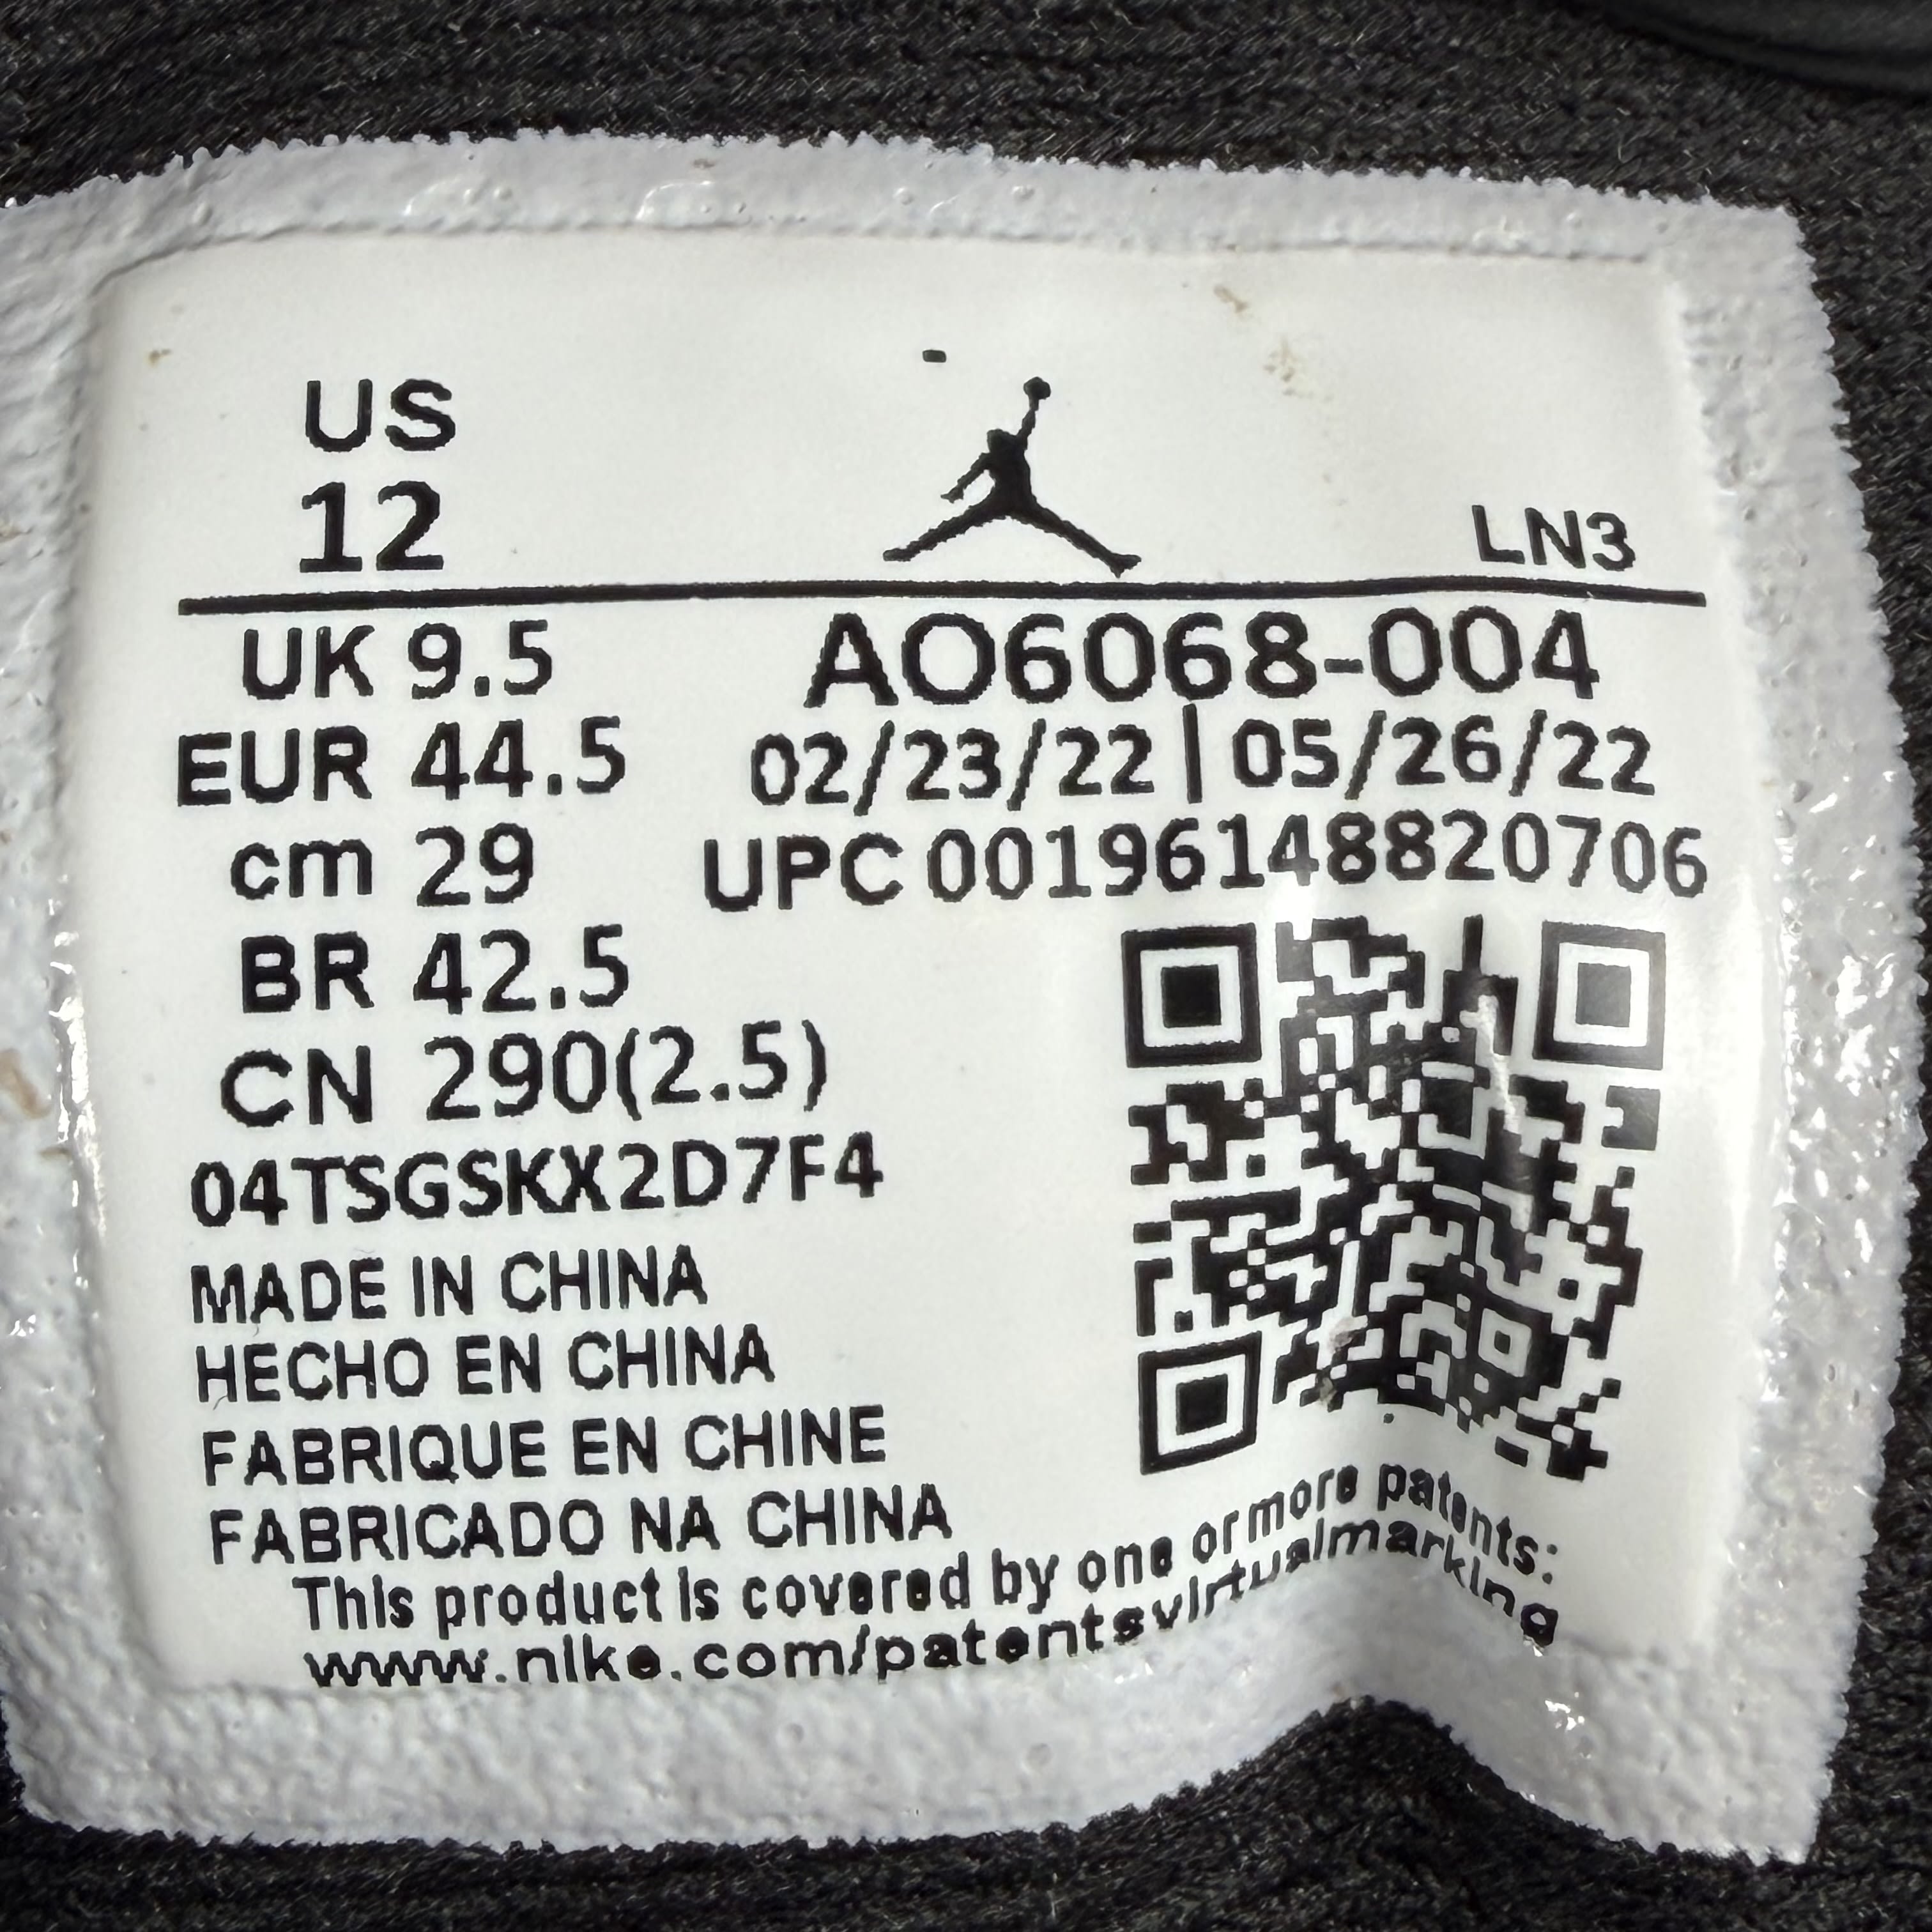 US
12
LN3
UK 9.5
AO6068-004
EUR 44.5
02/23/22 | 05/26/22
cm 29
UPC 00196148820706
BR 42.5
CN 290(2.5)
04TSGSKX2D7F4
MADE IN CHINA
HECHO EN CHINA
FABRIQUE EN CHINE
FABRICADO NA CHINA
This product is covered by one or more patents:
www.nike.com/patentsvirtualmarking